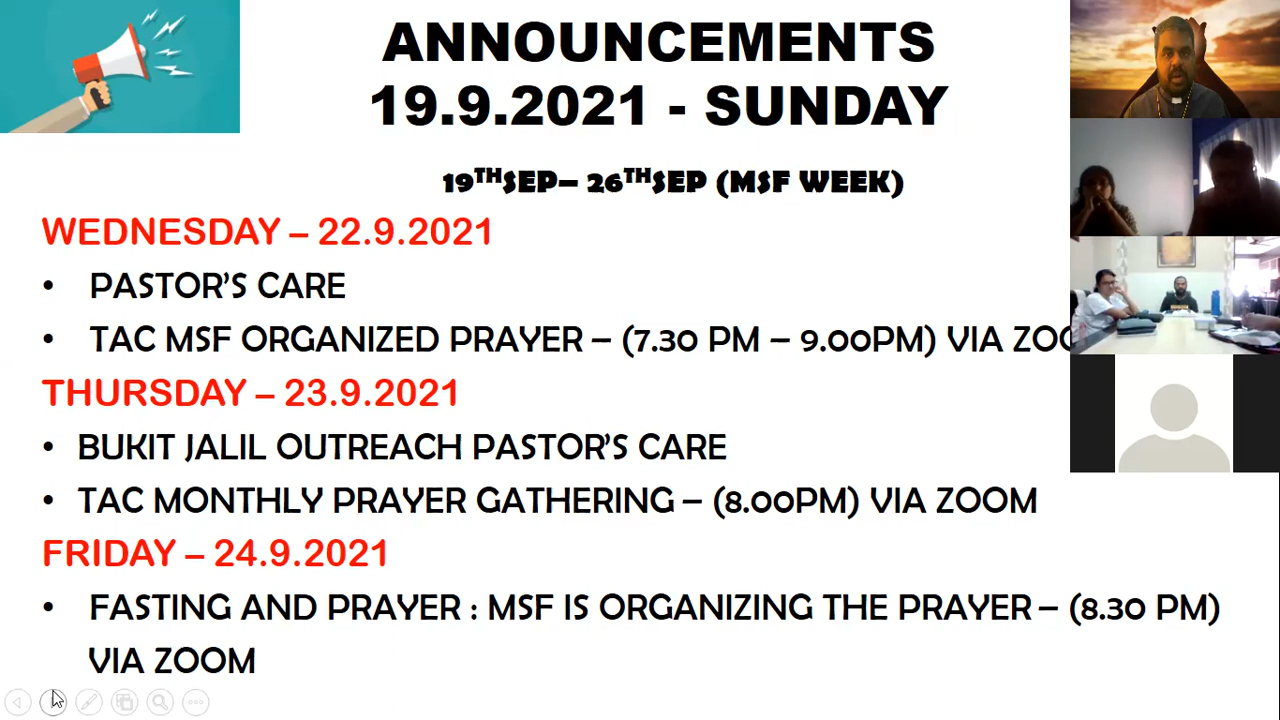 ANNOUNCEMENTS
19.9.2021 - SUNDAY
19THSEP– 26THSEP (MSF WEEK)
WEDNESDAY – 22.9.2021
• PASTOR'S CARE
• TAC MSF ORGANIZED PRAYER – (7.30 PM – 9.00PM) VIA
THURSDAY – 23.9.2021
• BUKIT JALIL OUTREACH PASTOR'S CARE
• TAC MONTHLY PRAYER GATHERING – (8.00PM) VIA ZOOM
FRIDAY – 24.9.2021
• FASTING AND PRAYER : MSF IS ORGANIZING THE PRAYER – (8.30 PM)
VIA ZOOM